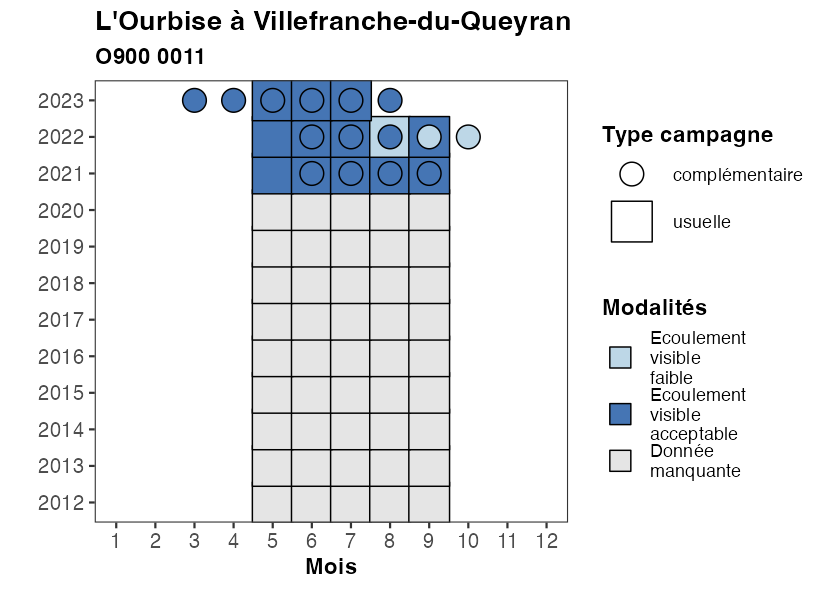 L'Ourbise à Villefranche-du-Queyran
O900 0011
2023
2022
2021
2020
2019
2018
2017
2016
2015
2014
2013
2012
1 2 3 4 5 6 7 8 9 10 11 12
Mois
Type campagne
complémentaire
usuelle
Modalités
Ecoulement
visible
faible
Ecoulement
visible
acceptable
Donnée
manquante